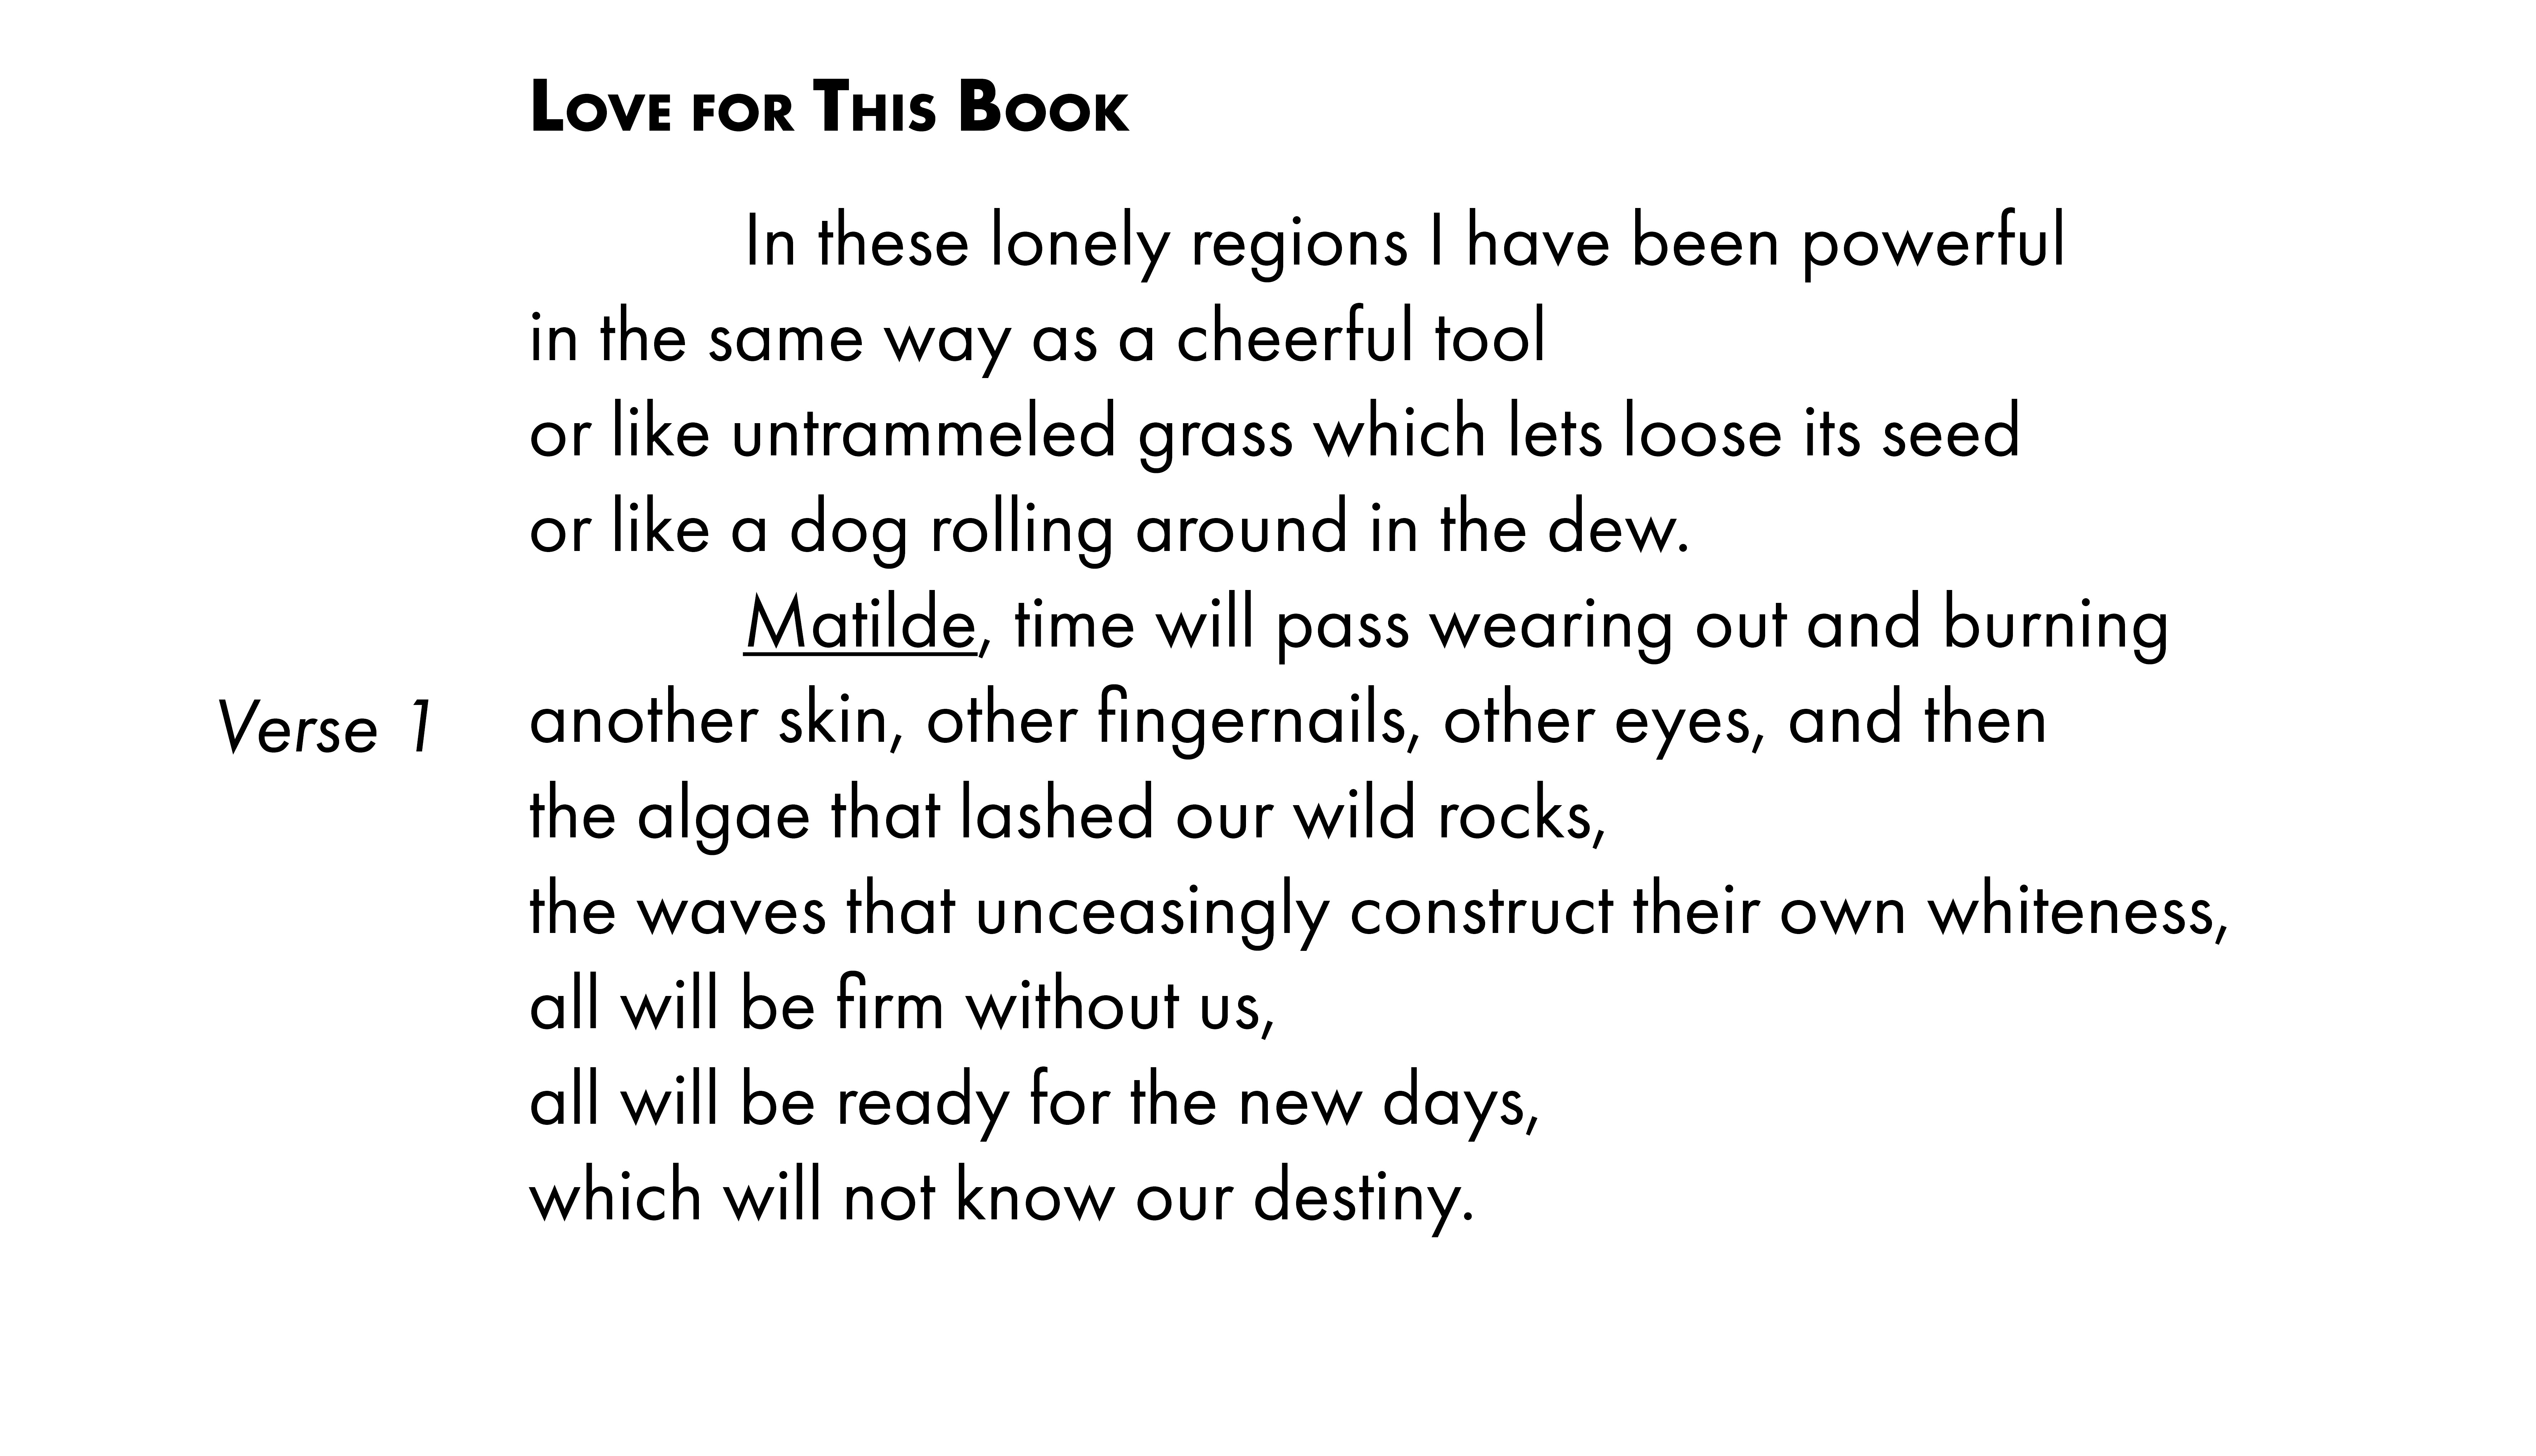 Love for This Book
In these lonely regions I have been powerful
in the same way as a cheerful tool
or like untrammeled grass which lets loose its seed
or like a dog rolling around in the dew.
Matilde, time will pass wearing out and burning
Verse 1
another skin, other fingernails, other eyes, and then
the algae that lashed our wild rocks,
the waves that unceasingly construct their own whiteness,
all will be firm without us,
all will be ready for the new days,
which will not know our destiny.